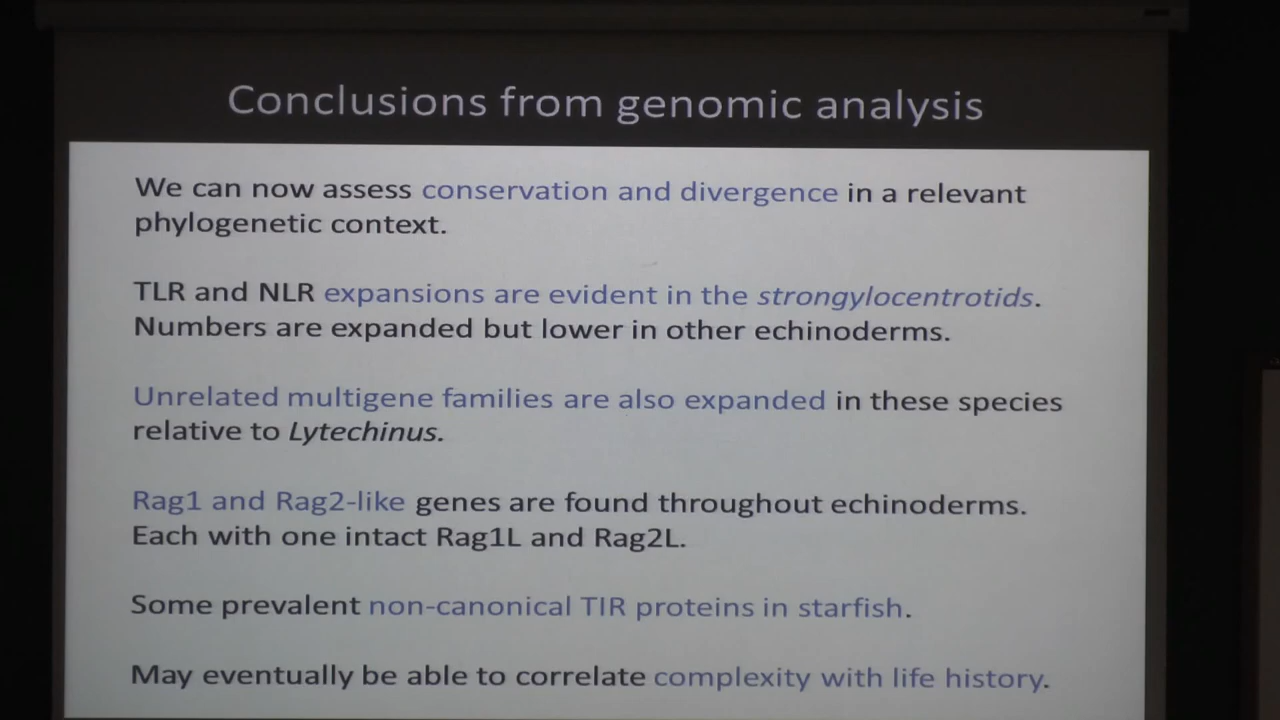 Conclusions from genomic analysis
We can now assess conservation and divergence in a relevant
phylogenetic context.
TLR and NLR expansions are evident in the strongylocentrotids.
Numbers are expanded but lower in other echinoderms.
Unrelated multigene families are also expanded in these species
relative to Lytechinus.
Rag1 and Rag2-like genes are found throughout echinoderms.
Each with one intact Rag1L and Rag2L.
Some prevalent non-canonical TIR proteins in starfish.
May eventually be able to correlate complexity with life history.